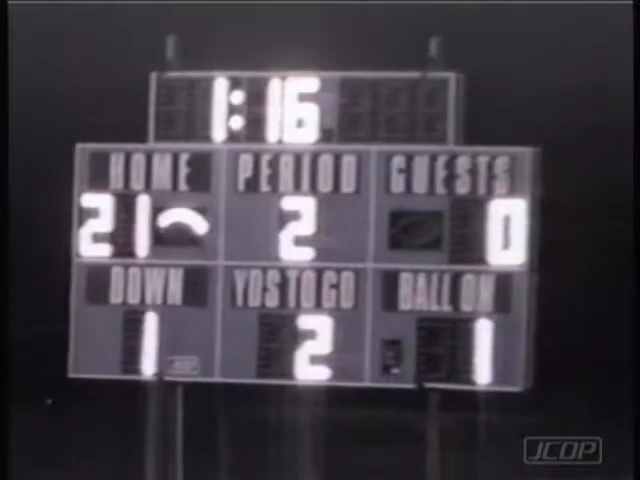 1:16
HOME PERIOD GUESTS
21 2 0
DOWN YDS TO GO BALL ON
1 2 1
JCOP